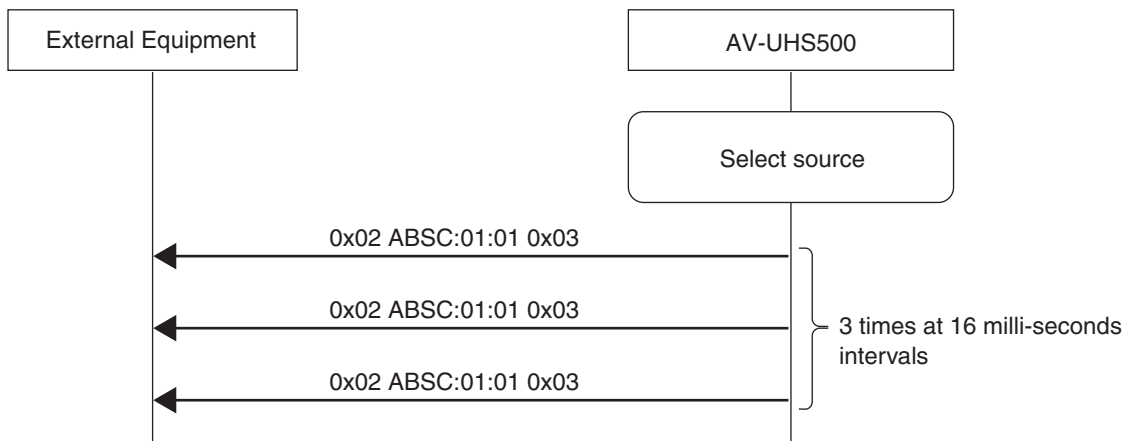 External Equipment
AV-UHS500
Select source
0x02 ABSC:01:01 0x03
0x02 ABSC:01:01 0x03
3 times at 16 milli-seconds
intervals
0x02 ABSC:01:01 0x03